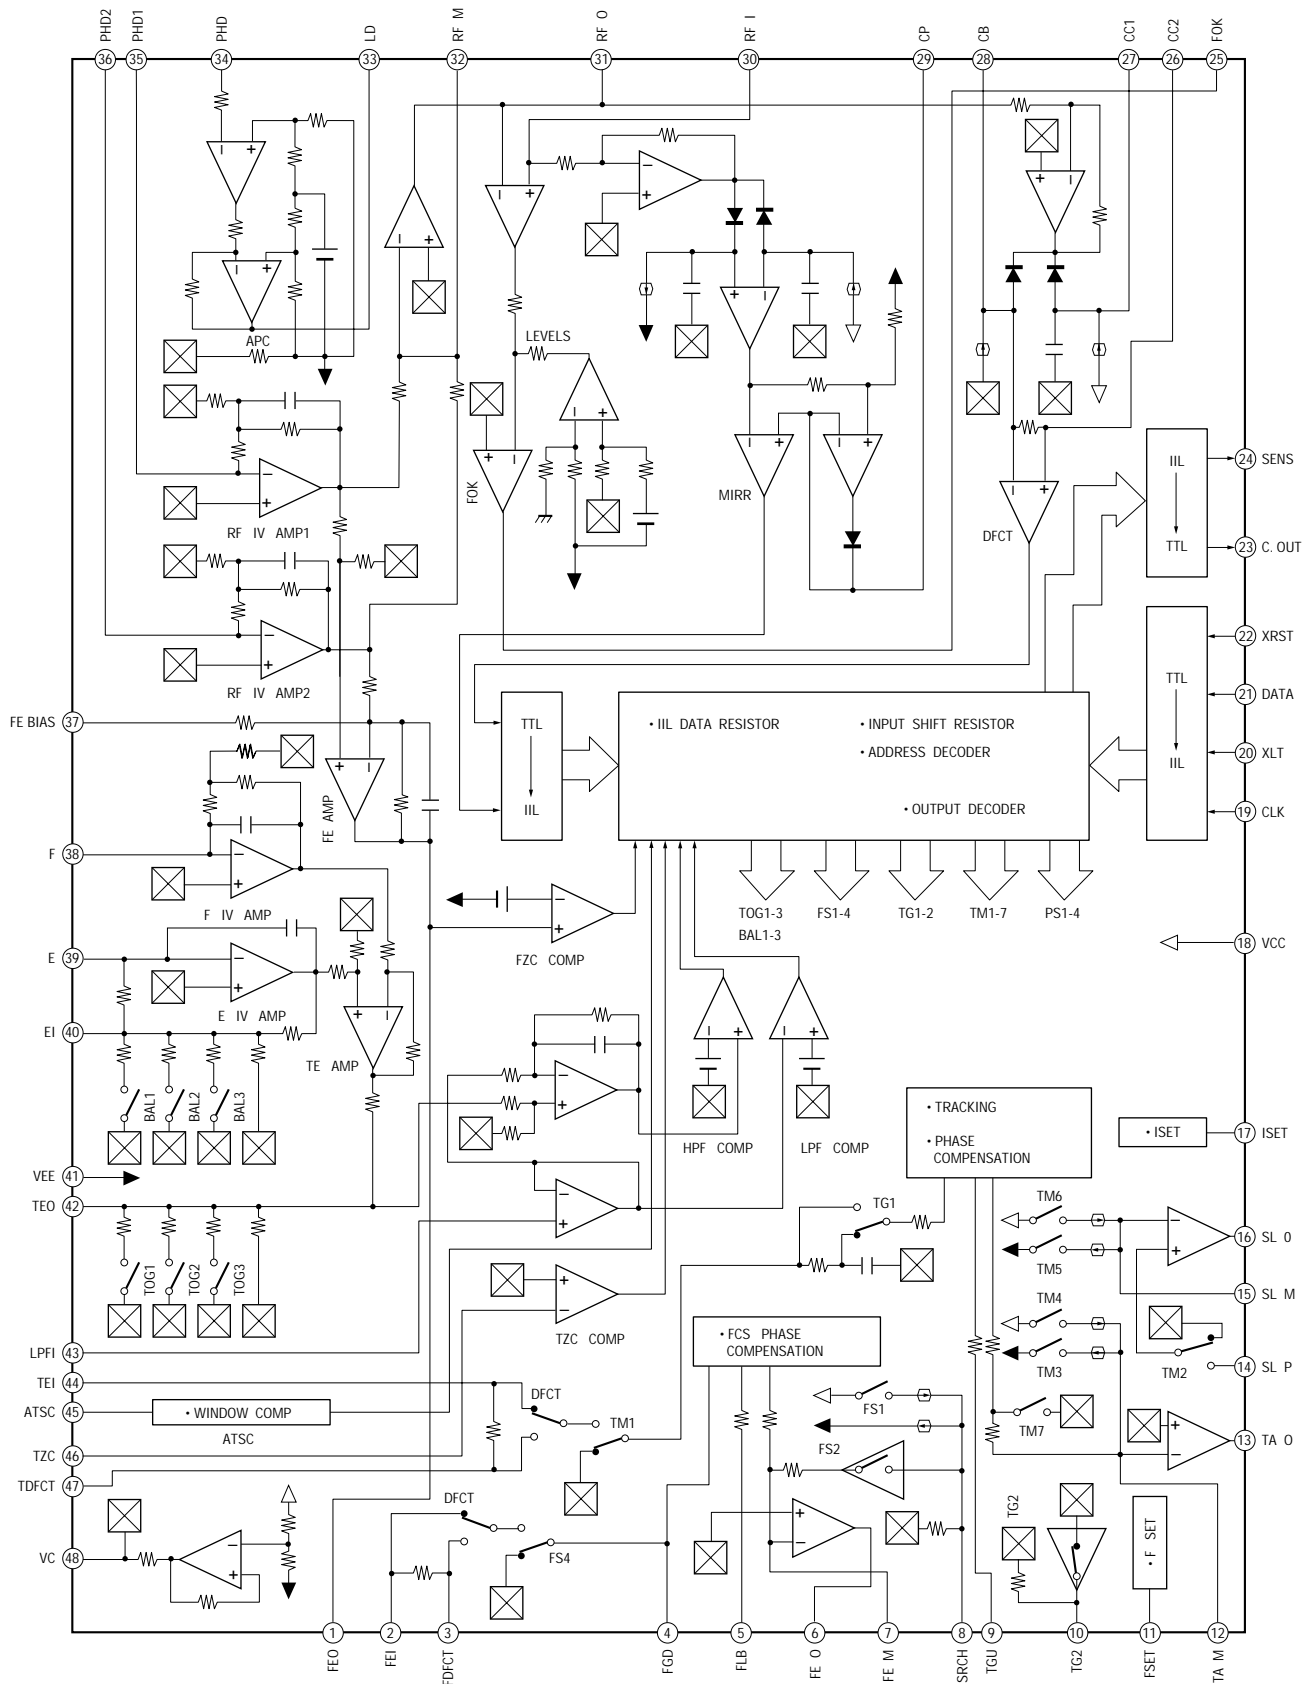 PHD2
PHD1
PHD
LD
RF M
RF O
RF I
CP
CB
CC1
CC2
FOK
36
35
34
33
32
31
30
29
28
27
26
25
APC
LEVELS
FOK
MIRR
DFCT
IIL
TTL
24 SENS
23 C. OUT
RF IV AMP1
RF IV AMP2
22 XRST
21 DATA
20 XLT
19 CLK
TTL
IIL
FE BIAS 37
TTL
IIL
• IIL DATA RESISTOR
• INPUT SHIFT RESISTOR
• ADDRESS DECODER
• OUTPUT DECODER
FE AMP
F 38
F IV AMP
TOG1-3
BAL1-3
FS1-4
TG1-2
TM1-7
PS1-4
FZC COMP
18 VCC
E 39
E IV AMP
EI 40
TE AMP
BAL1
BAL2
BAL3
HPF COMP
LPF COMP
• TRACKING
• PHASE
COMPENSATION
• ISET
17 ISET
VEE 41
TEO 42
TG1
TM6
TM5
16 SL O
15 SL M
TOG1
TOG2
TOG3
TZC COMP
TM4
TM3
TM2
14 SL P
• FCS PHASE
COMPENSATION
LPFI 43
TEI 44
ATSC 45
• WINDOW COMP
ATSC
DFCT
TM1
FS1
FS2
TM7
13 TA O
TZC 46
TDFCT 47
DFCT
FS4
TG2
• F SET
VC 48
1
2
3
4
5
6
7
8
9
10
11
12
FEO
FEI
FDFCT
FGD
FLB
FE O
FE M
SRCH
TGU
TG2
FSET
TA M